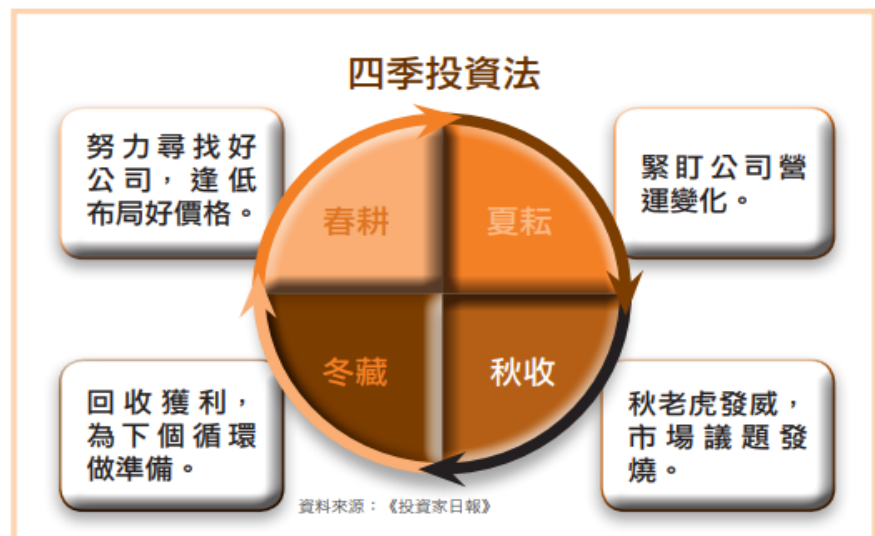 四季投資法
努力尋找好
公司，逢低
布局好價格。
緊盯公司營
運變化。
春耕
夏耘
冬藏
秋收
回收獲利，
為下個循環
做準備。
秋老虎發威，
市場議題發
燒。
資料來源：《投資家日報》